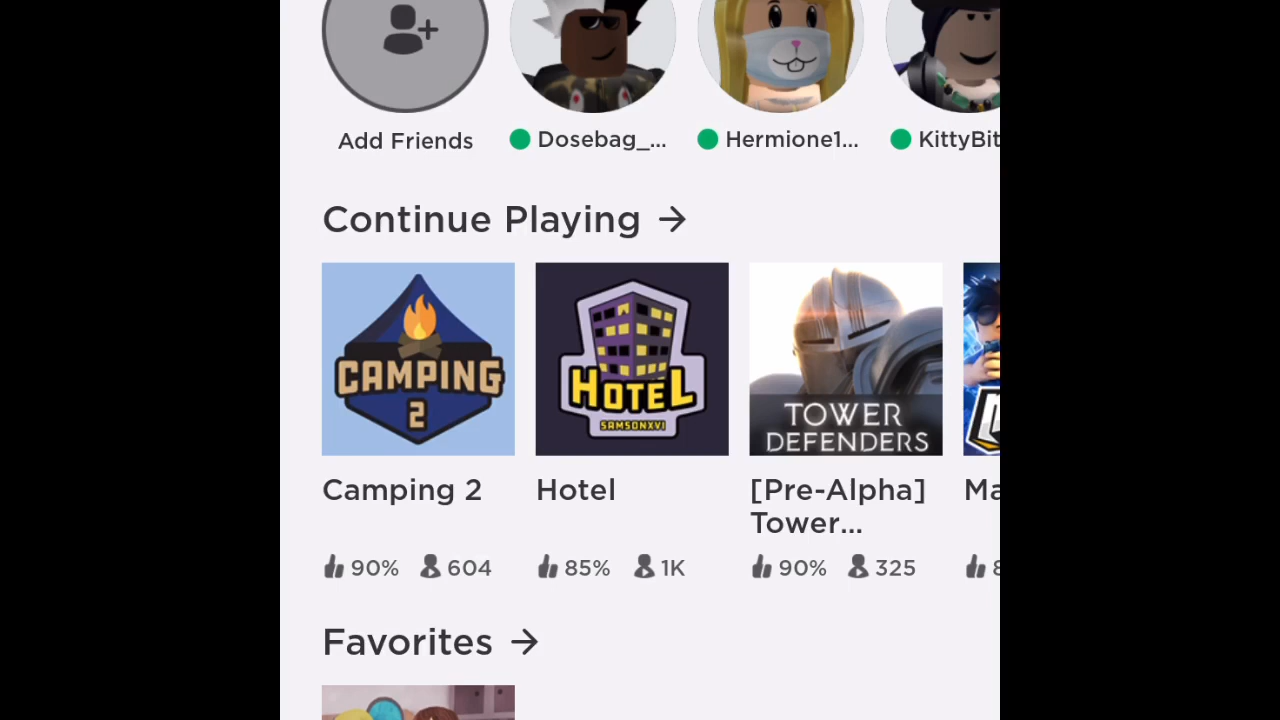 Add Friends
Dosebag_...
Hermione1...
KittyBit
Continue Playing
CAMPING
2
HOTEL
SAMSONXVI
TOWER
DEFENDERS
Camping 2
Hotel
[Pre-Alpha]
Tower...
Ma
90% 604
85% 1K
90% 325
Favorites